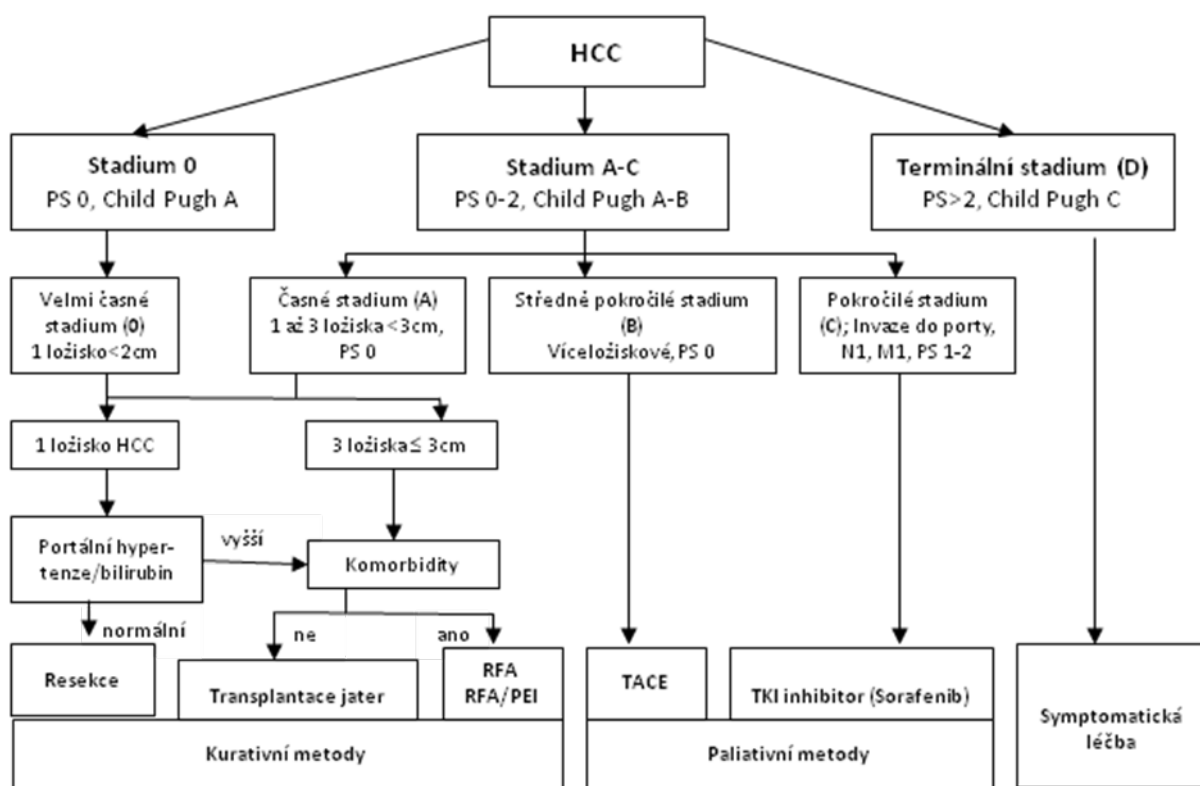 HCC
Stadium 0
PS 0, Child Pugh A
Stadium A-C
PS 0-2, Child Pugh A-B
Terminální stadium (D)
PS>2, Child Pugh C
Velmi časné
stadium (0)
1 ložisko<2cm
Časné stadium (A)
1 až 3 ložiska<3cm,
PS 0
Středně pokročilé stadium
(B)
Víceložiskové, PS 0
Pokročilé stadium
(C); Invaze do porty,
N1, M1, PS 1-2
1 ložisko HCC
3 ložiska≤ 3cm
Portální hyper-
tenze/bilirubin
vyšší
Komorbidity
normální
ne
ano
Resekce
Transplantace jater
RFA
RFA/PEI
TACE
TKI inhibitor (Sorafenib)
Symptomatická
léčba
Kurativní metody
Paliativní metody